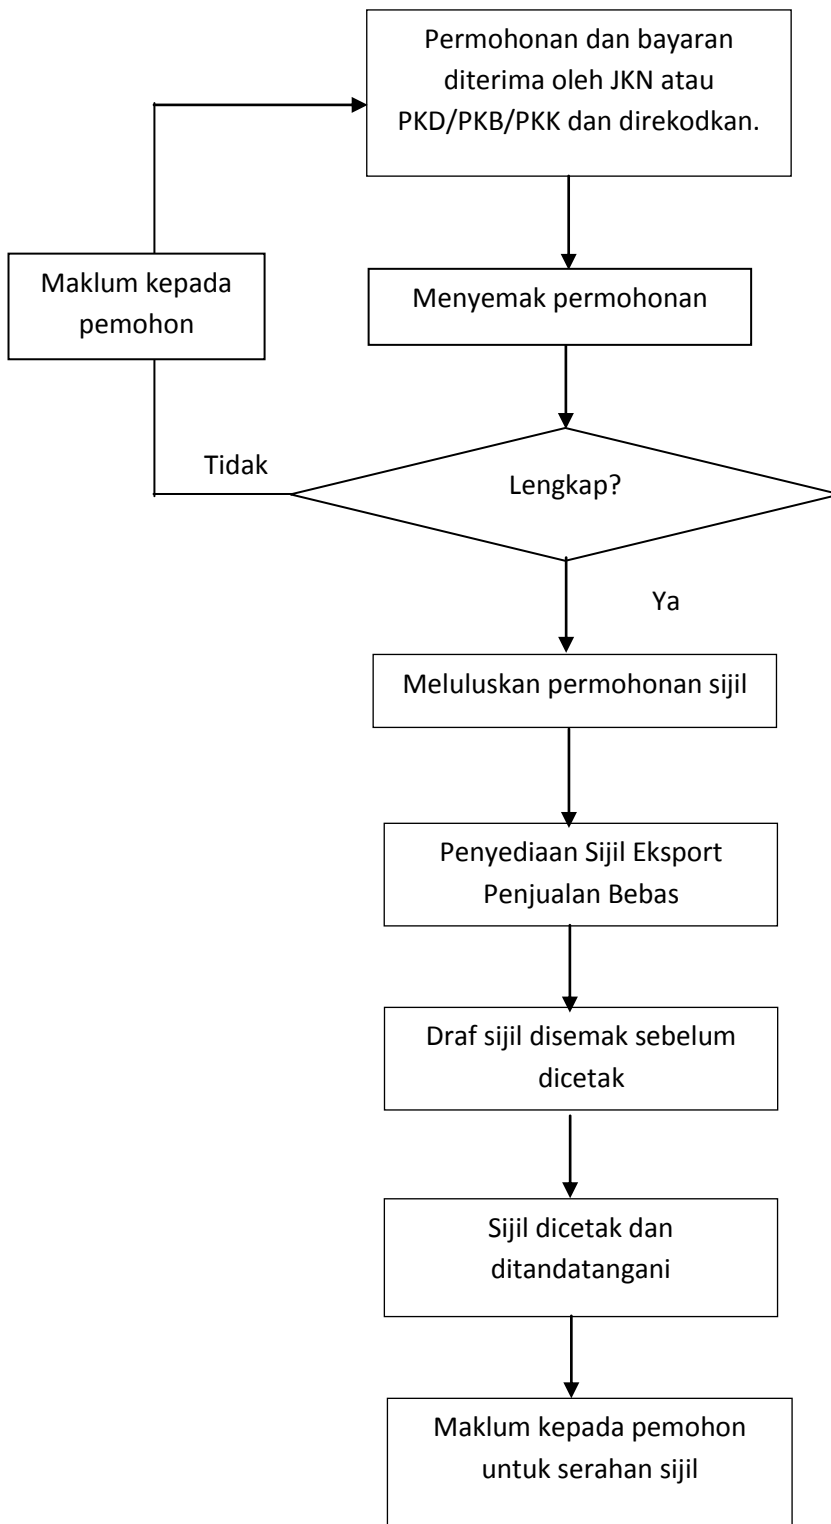 Permohonan dan bayaran
diterima oleh JKN atau
PKD/PKB/PKK dan direkodkan.
Maklum kepada
pemohon
Menyemak permohonan
Tidak
Lengkap?
Ya
Meluluskan permohonan sijil
Penyediaan Sijil Eksport
Penjualan Bebas
Draf sijil disemak sebelum
dicetak
Sijil dicetak dan
ditandatangani
Maklum kepada pemohon
untuk serahan sijil